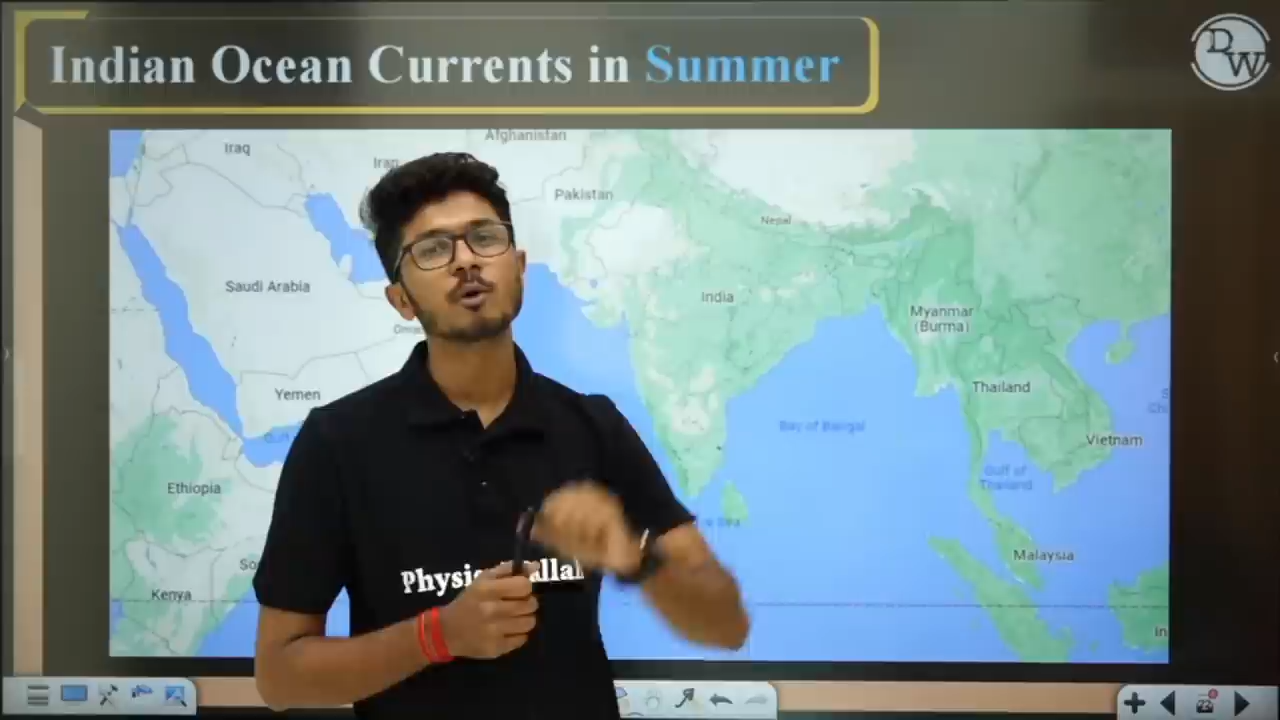 Indian Ocean Currents in Summer
PW
Afghanistan
Iraq
Iran
Pakistan
Nepal
Saudi Arabia
India
Myanmar
(Burma)
Yemen
Thailand
Bay of Bengal
Vietnam
Gulf of
Thailand
Ethiopia
Malaysia
Kenya